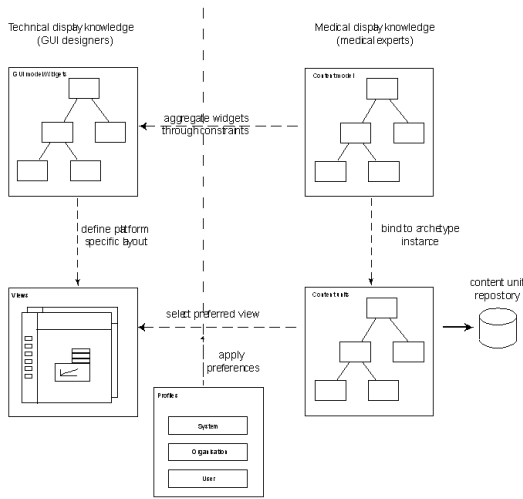 Technical display knowledge
(GUI designers)
Medical display knowledge
(medical experts)
GUI model/Widgets
Content model
aggregate widgets
through constraints
define platform
specific layout
bind to archetype
instance
content unit
repostory
Views
Content units
select preferred view
apply
preferences
Profiles
System
Organisation
User